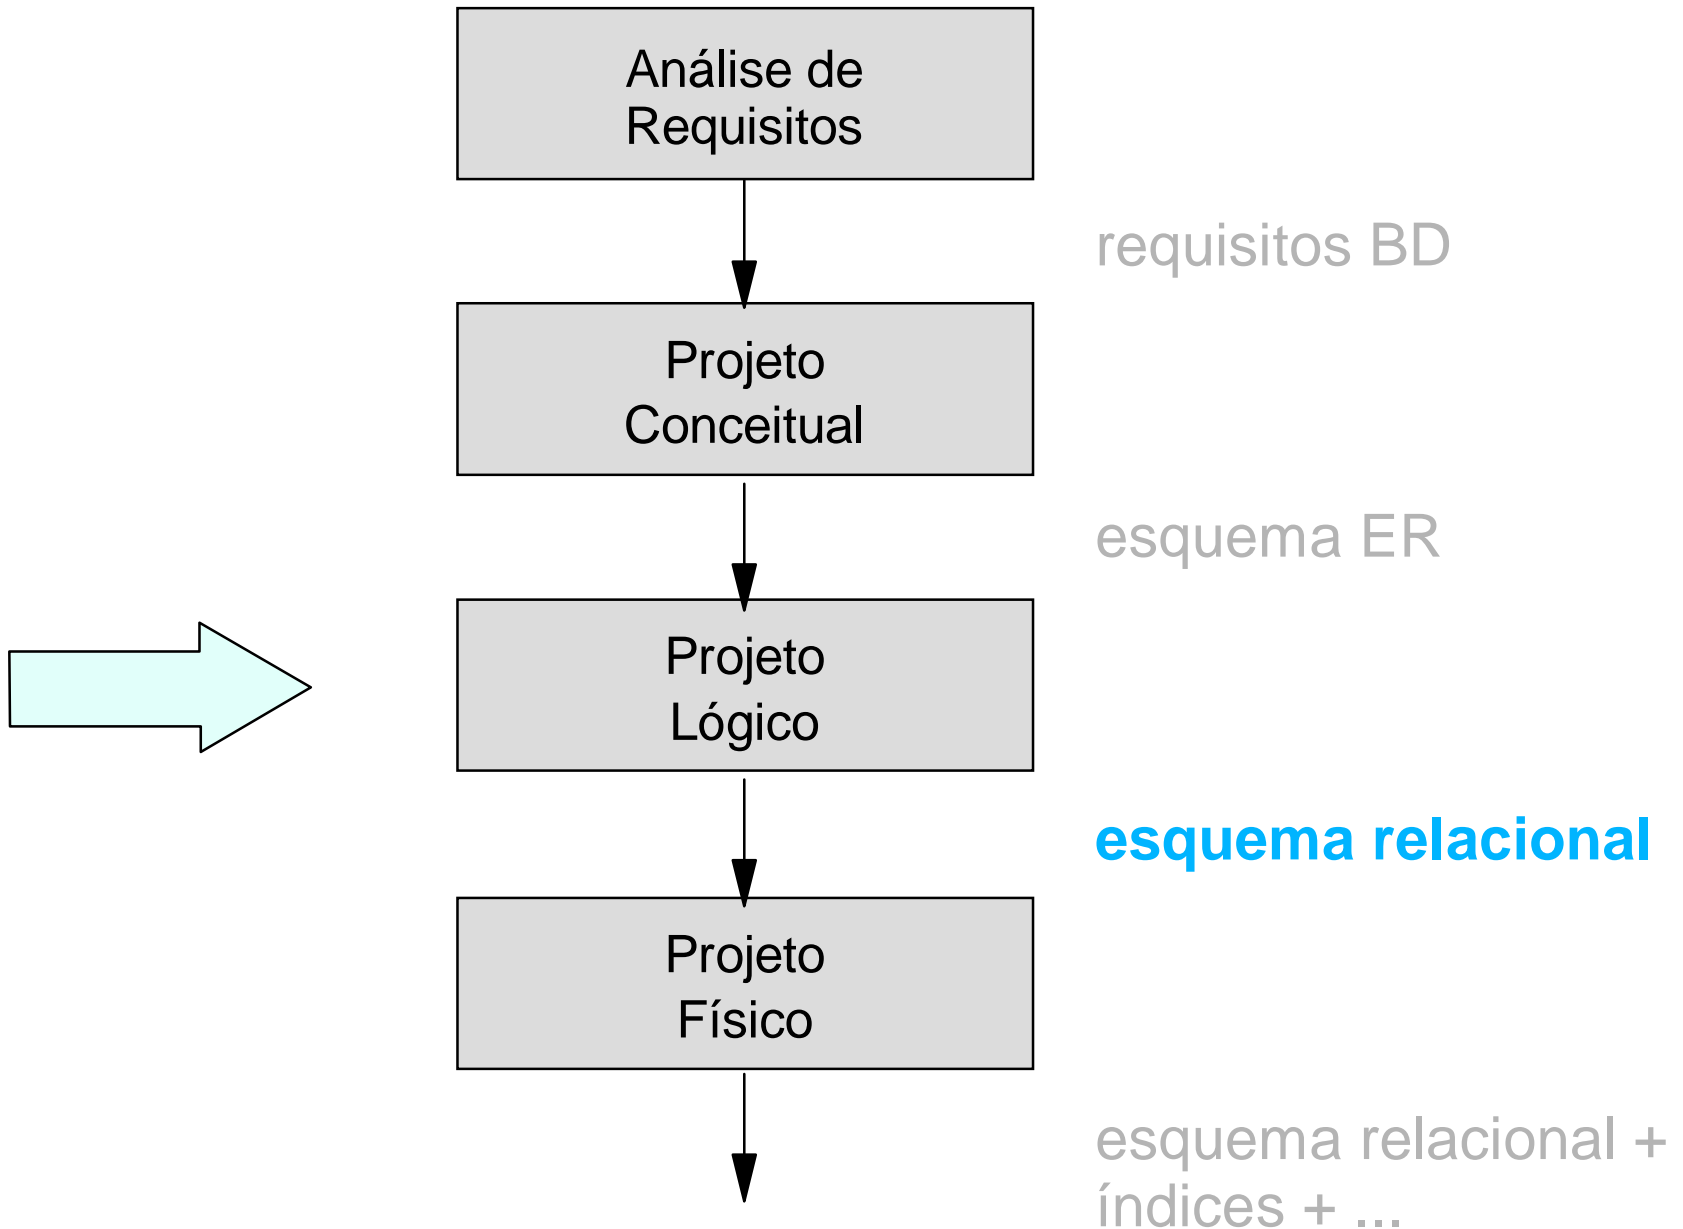 Análise de
Requisitos
requisitos BD
Projeto
Conceitual
esquema ER
Projeto
Lógico
esquema relacional
Projeto
Físico
esquema relacional +
índices + ...